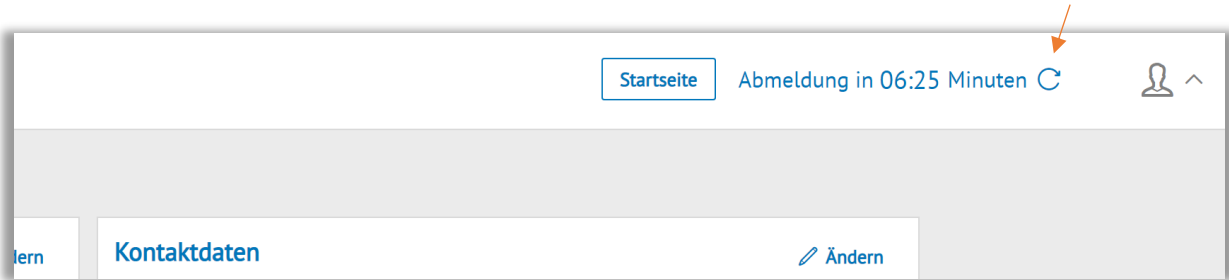 Startseite
Abmeldung in 06:25 Minuten
Kontaktdaten
Ändern